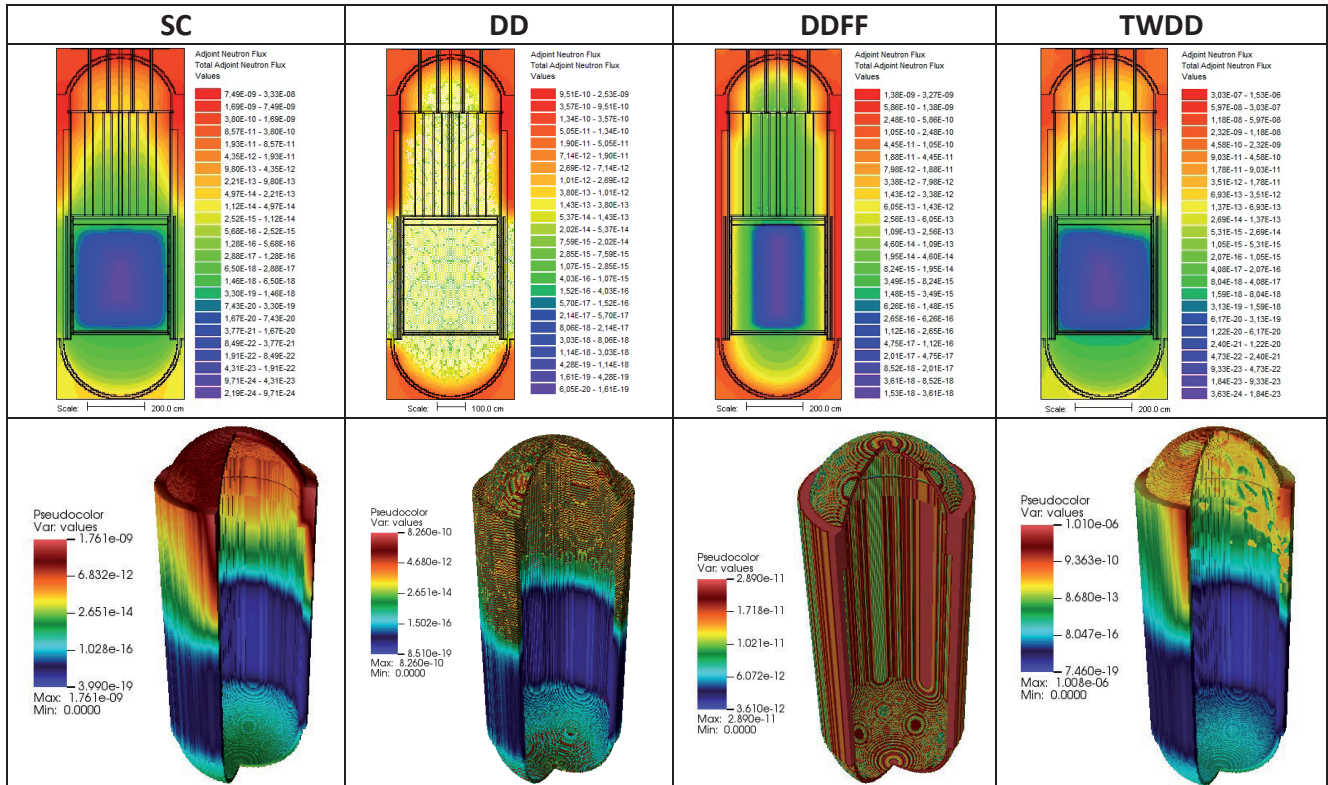 SC
DD
DDFF
TWDD
Adjoint Neutron Flux
Total Adjoint Neutron Flux
Values
7,49E-09 - 3,33E-08
1,69E-09 - 7,49E-09
3,80E-10 - 1,69E-09
8,57E-11 - 3,80E-10
1,93E-11 - 8,57E-11
4,35E-12 - 1,93E-11
9,80E-13 - 4,35E-12
2,21E-13 - 9,80E-13
4,97E-14 - 2,21E-13
1,12E-14 - 4,97E-14
2,52E-15 - 1,12E-14
5,68E-16 - 2,52E-15
1,28E-16 - 5,68E-16
2,88E-17 - 1,28E-16
6,50E-18 - 2,88E-17
1,46E-18 - 6,50E-18
3,30E-19 - 1,46E-18
7,43E-20 - 3,30E-19
1,67E-20 - 7,43E-20
3,77E-21 - 1,67E-20
8,49E-22 - 3,77E-21
1,91E-22 - 8,49E-22
4,31E-23 - 1,91E-22
9,71E-24 - 4,31E-23
2,19E-24 - 9,71E-24
Scale: 200.0 cm
Adjoint Neutron Flux
Total Adjoint Neutron Flux
Values
9,51E-10 - 2,53E-09
3,57E-10 - 9,51E-10
1,34E-10 - 3,57E-10
5,05E-11 - 1,34E-10
1,90E-11 - 5,05E-11
7,14E-12 - 1,90E-11
2,69E-12 - 7,14E-12
1,01E-12 - 2,69E-12
3,80E-13 - 1,01E-12
1,43E-13 - 3,80E-13
5,37E-14 - 1,43E-13
2,02E-14 - 5,37E-14
7,59E-15 - 2,02E-14
2,85E-15 - 7,59E-15
1,07E-15 - 2,85E-15
4,03E-16 - 1,07E-15
1,52E-16 - 4,03E-16
5,70E-17 - 1,52E-16
2,14E-17 - 5,70E-17
8,06E-18 - 2,14E-17
3,03E-18 - 8,06E-18
1,14E-18 - 3,03E-18
4,28E-19 - 1,14E-18
1,61E-19 - 4,28E-19
6,05E-20 - 1,61E-19
Scale: 100.0 cm
Adjoint Neutron Flux
Total Adjoint Neutron Flux
Values
1,38E-09 - 3,27E-09
5,86E-10 - 1,38E-09
2,48E-10 - 5,86E-10
1,05E-10 - 2,48E-10
4,45E-11 - 1,05E-10
1,88E-11 - 4,45E-11
7,98E-12 - 1,88E-11
3,38E-12 - 7,98E-12
1,43E-12 - 3,38E-12
6,05E-13 - 1,43E-12
2,56E-13 - 6,05E-13
1,09E-13 - 2,56E-13
4,60E-14 - 1,09E-13
1,95E-14 - 4,60E-14
8,24E-15 - 1,95E-14
3,49E-15 - 8,24E-15
1,48E-15 - 3,49E-15
6,26E-16 - 1,48E-15
2,65E-16 - 6,26E-16
1,12E-16 - 2,65E-16
4,75E-17 - 1,12E-16
2,01E-17 - 4,75E-17
8,52E-18 - 2,01E-17
3,61E-18 - 8,52E-18
1,53E-18 - 3,61E-18
Scale: 200.0 cm
Adjoint Neutron Flux
Total Adjoint Neutron Flux
Values
3,03E-07 - 1,53E-06
5,97E-08 - 3,03E-07
1,18E-08 - 5,97E-08
2,32E-09 - 1,18E-08
4,58E-10 - 2,32E-09
9,03E-11 - 4,58E-10
1,78E-11 - 9,03E-11
3,51E-12 - 1,78E-11
6,93E-13 - 3,51E-12
1,37E-13 - 6,93E-13
2,69E-14 - 1,37E-13
5,31E-15 - 2,69E-14
1,05E-15 - 5,31E-15
2,07E-16 - 1,05E-15
4,08E-17 - 2,07E-16
8,04E-18 - 4,08E-17
1,59E-18 - 8,04E-18
3,13E-19 - 1,59E-18
6,17E-20 - 3,13E-19
1,22E-20 - 6,17E-20
2,40E-21 - 1,22E-20
4,73E-22 - 2,40E-21
9,33E-23 - 4,73E-22
1,84E-23 - 9,33E-23
3,63E-24 - 1,84E-23
Scale: 200.0 cm
Pseudocolor
Var: values
1.761e-09
6.832e-12
2.651e-14
1.028e-16
3.990e-19
Max: 1.761e-09
Min: 0.0000
Pseudocolor
Var: values
8.260e-10
4.680e-12
2.651e-14
1.502e-16
8.510e-19
Max: 8.260e-10
Min: 0.0000
Pseudocolor
Var: values
2.890e-11
1.718e-11
1.021e-11
6.072e-12
3.610e-12
Max: 2.890e-11
Min: 0.0000
Pseudocolor
Var: values
1.010e-06
9.363e-10
8.680e-13
8.047e-16
7.460e-19
Max: 1.008e-06
Min: 0.0000